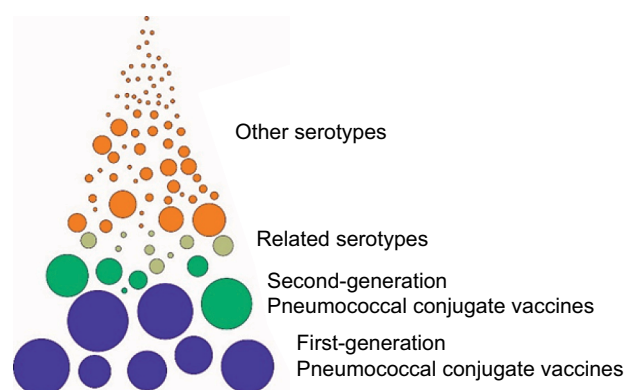 Other serotypes
Related serotypes
Second-generation
Pneumococcal conjugate vaccines
First-generation
Pneumococcal conjugate vaccines